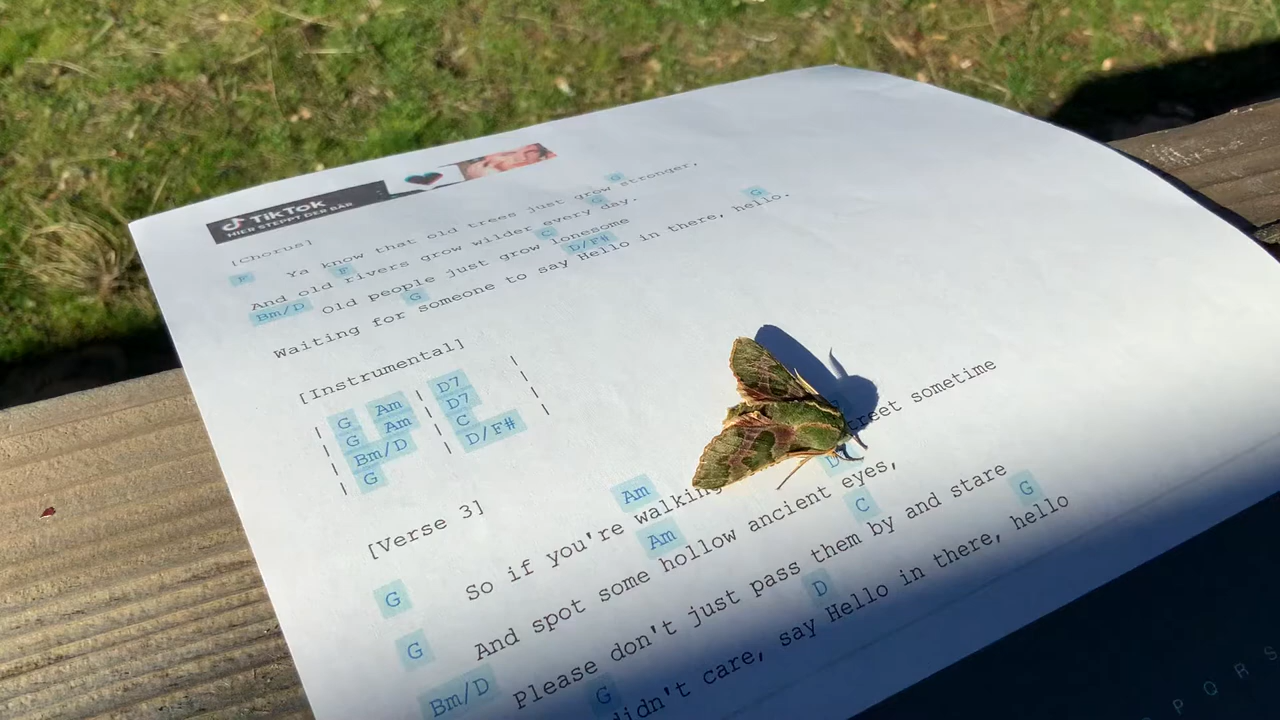 TikTok
HIER STEPPT DER BÄR
[Chorus]
G
F Ya know that old trees just grow stronger,
F G
And old rivers grow wilder every day.
C G
Bm/D Old people just grow lonesome
G D/F#
Waiting for someone to say Hello in there, hello.
[Instrumental]
| G Am | D7 |
| G Am | D7 |
| Bm/D | C |
| G | D/F# |
[Verse 3]
Am
G So if you're walking street sometime
Am D
G And spot some hollow ancient eyes,
C
Bm/D Please don't just pass them by and stare
G D G
didn't care, say Hello in there, hello
P O R S